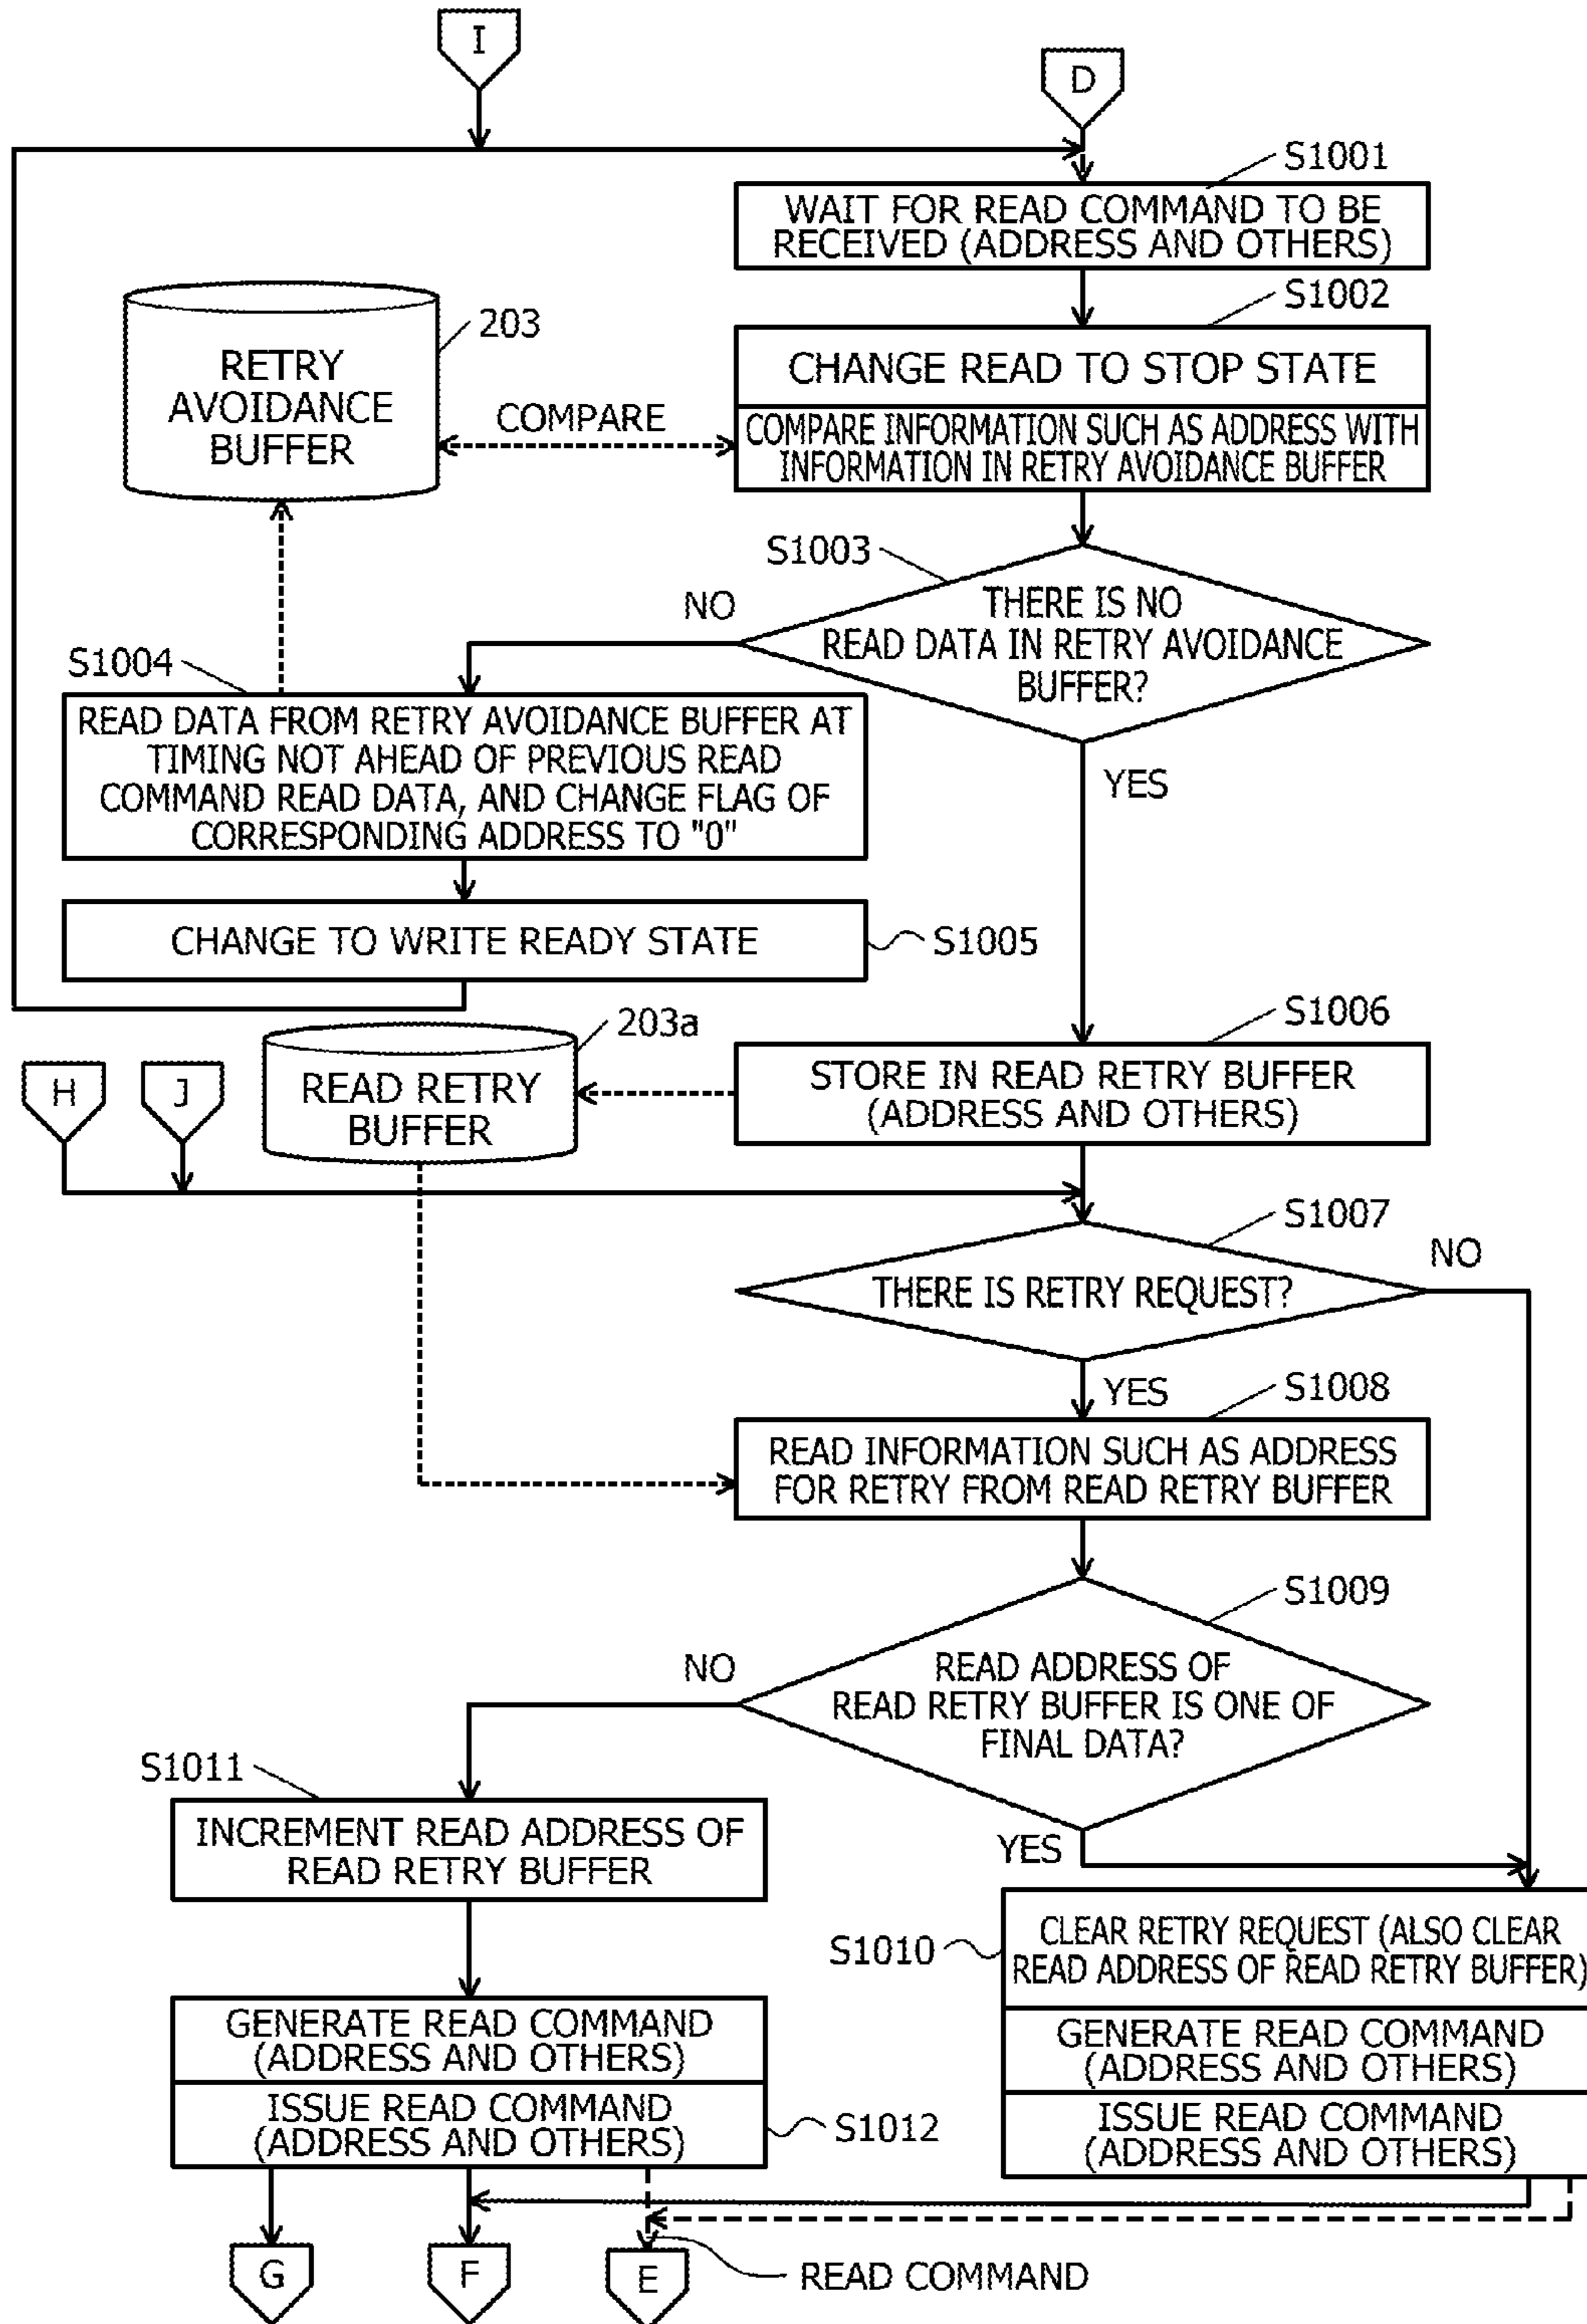 I
D
S1001
WAIT FOR READ COMMAND TO BE
RECEIVED (ADDRESS AND OTHERS)
S1002
203
RETRY
AVOIDANCE
BUFFER
COMPARE
CHANGE READ TO STOP STATE
COMPARE INFORMATION SUCH AS ADDRESS WITH
INFORMATION IN RETRY AVOIDANCE BUFFER
S1003
NO
THERE IS NO
READ DATA IN RETRY AVOIDANCE
BUFFER?
YES
S1004
READ DATA FROM RETRY AVOIDANCE BUFFER AT
TIMING NOT AHEAD OF PREVIOUS READ
COMMAND READ DATA, AND CHANGE FLAG OF
CORRESPONDING ADDRESS TO "0"
CHANGE TO WRITE READY STATE
S1005
203a
S1006
H
J
READ RETRY
BUFFER
STORE IN READ RETRY BUFFER
(ADDRESS AND OTHERS)
S1007
NO
THERE IS RETRY REQUEST?
YES
S1008
READ INFORMATION SUCH AS ADDRESS
FOR RETRY FROM READ RETRY BUFFER
S1009
NO
READ ADDRESS OF
READ RETRY BUFFER IS ONE OF
FINAL DATA?
YES
S1011
INCREMENT READ ADDRESS OF
READ RETRY BUFFER
S1010
CLEAR RETRY REQUEST (ALSO CLEAR
READ ADDRESS OF READ RETRY BUFFER)
GENERATE READ COMMAND
(ADDRESS AND OTHERS)
ISSUE READ COMMAND
(ADDRESS AND OTHERS)
GENERATE READ COMMAND
(ADDRESS AND OTHERS)
ISSUE READ COMMAND
(ADDRESS AND OTHERS)
S1012
G
F
E
READ COMMAND